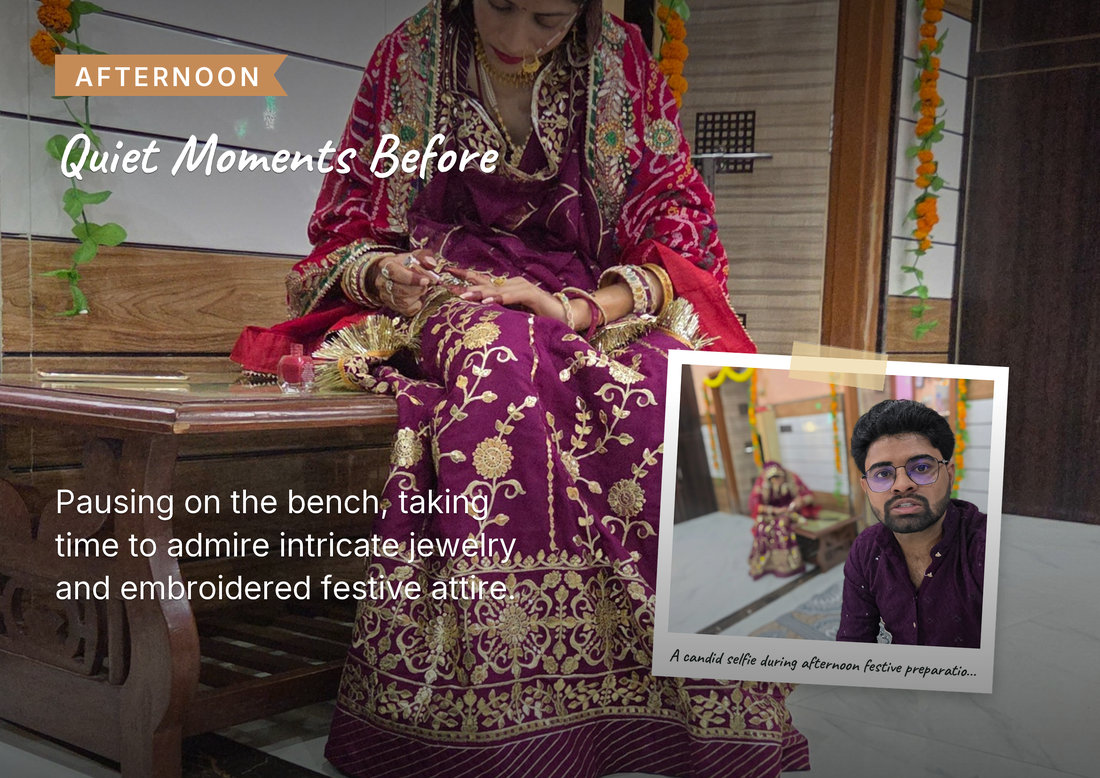 AFTERNOON
Quiet Moments Before
Pausing on the bench, taking
time to admire intricate jewelry
and embroidered festive attire.
A candid selfie during afternoon festive preparatio...